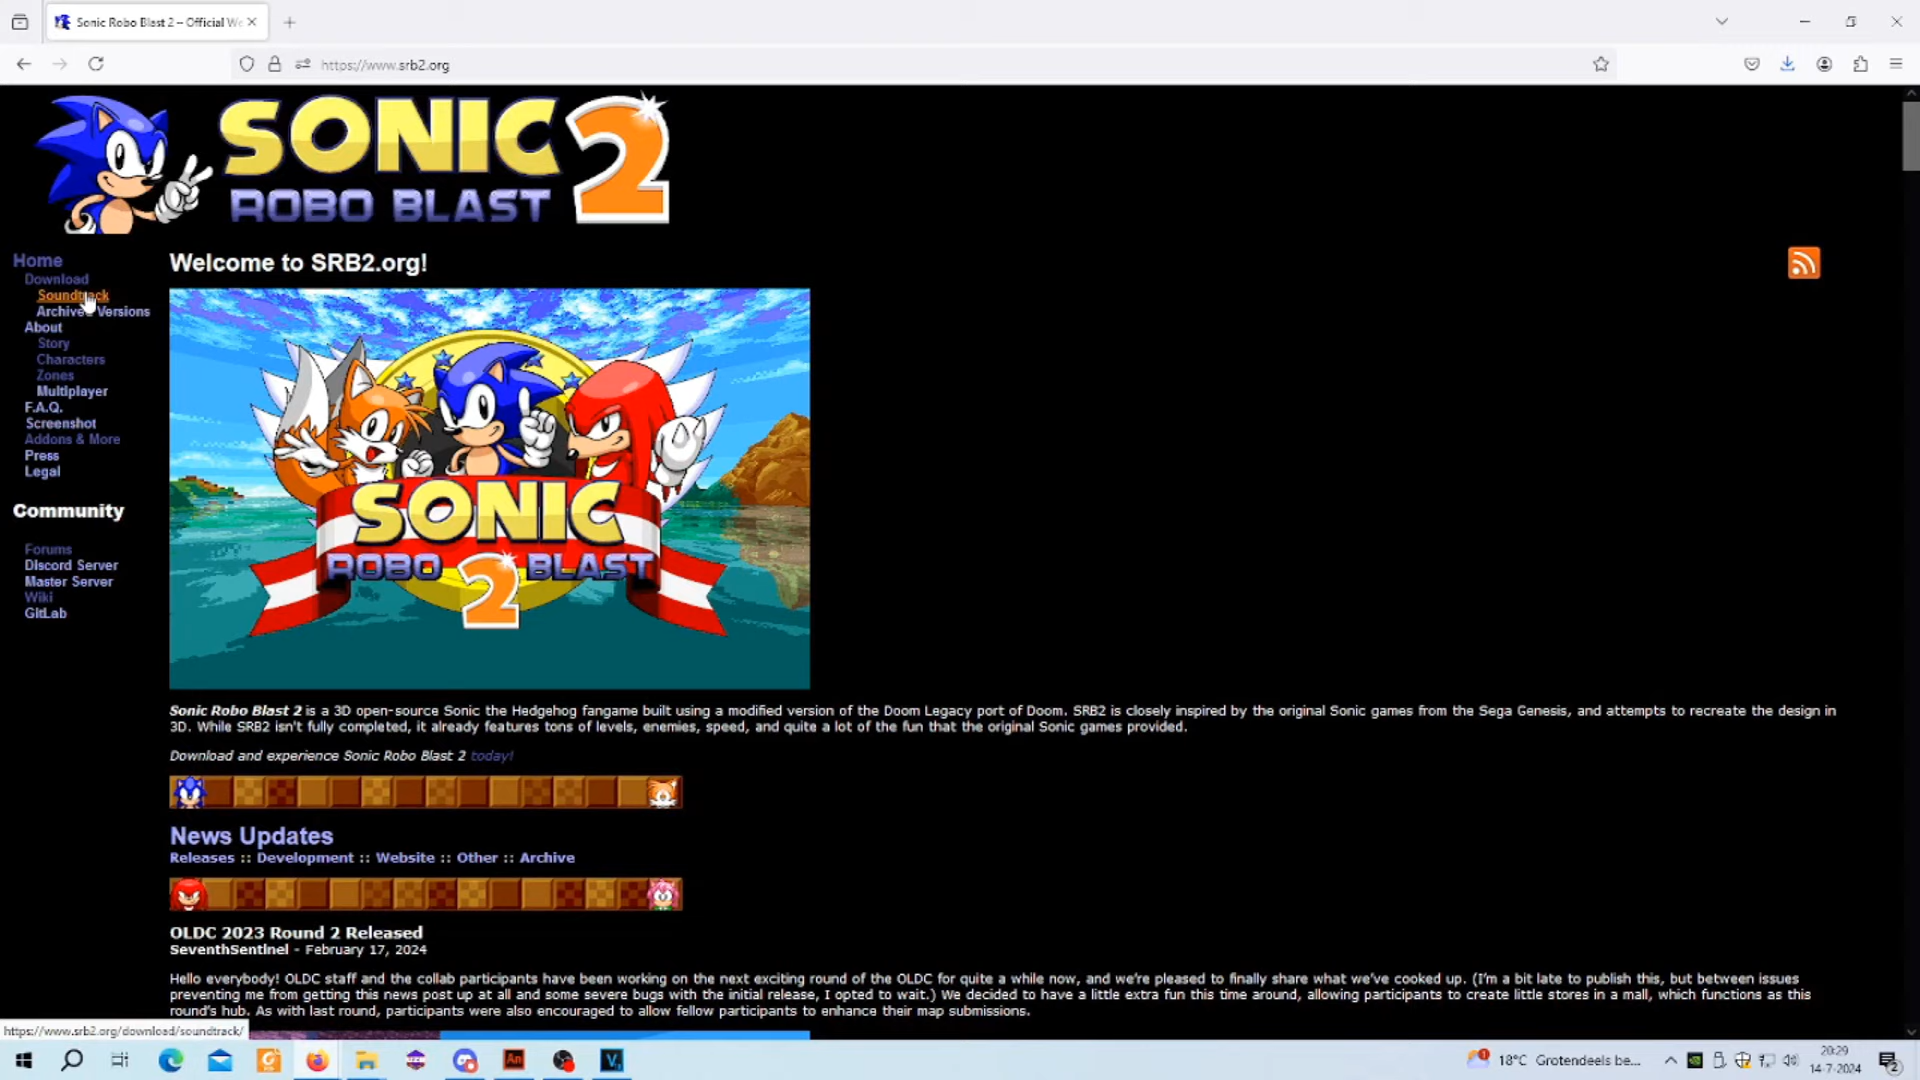 Sonic Robo Blast 2 – Official We
https://www.srb2.org
SONIC 2
ROBO BLAST
Home
Download
Soundtrack
Archived Versions
About
Story
Characters
Zones
Multiplayer
F.A.Q.
Screenshot
Addons & More
Press
Legal
Community
Forums
Discord Server
Master Server
Wiki
GitLab
Welcome to SRB2.org!
SONIC
ROBO 2 BLAST
Sonic Robo Blast 2 is a 3D open-source Sonic the Hedgehog fangame built using a modified version of the Doom Legacy port of Doom. SRB2 is closely inspired by the original Sonic games from the Sega Genesis, and attempts to recreate the design in
3D. While SRB2 isn't fully completed, it already features tons of levels, enemies, speed, and quite a lot of the fun that the original Sonic games provided.
Download and experience Sonic Robo Blast 2 today!
News Updates
Releases :: Development :: Website :: Other :: Archive
OLDC 2023 Round 2 Released
SeventhSentinel - February 17, 2024
Hello everybody! OLDC staff and the collab participants have been working on the next exciting round of the OLDC for quite a while now, and we're pleased to finally share what we've cooked up. (I'm a bit late to publish this, but between issues
preventing me from getting this news post up at all and some severe bugs with the initial release, I opted to wait.) We decided to have a little extra fun this time around, allowing participants to create little stores in a mall, which functions as this
round's hub. As with last round, participants were also encouraged to allow fellow participants to enhance their map submissions.
https://www.srb2.org/download/soundtrack/
An
V
1
18°C Grotendeels be...
20:29
14-7-2024
2